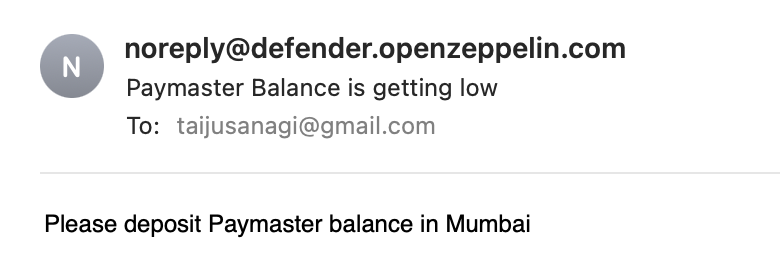 N
noreply@defender.openzeppelin.com
Paymaster Balance is getting low
To: taijusanagi@gmail.com
Please deposit Paymaster balance in Mumbai